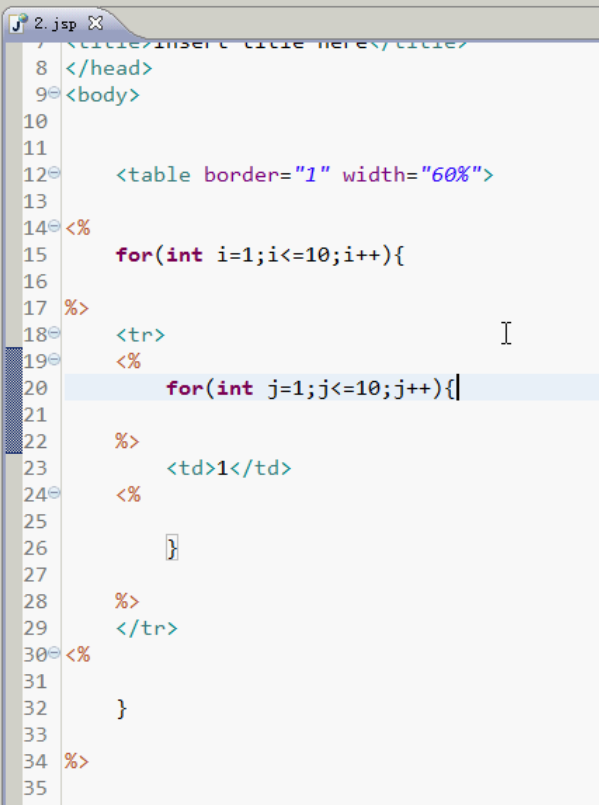 2.jsp
7 <title>Insert title here</title>
8 </head>
9 <body>
10
11
12 <table border="1" width="60%">
13
14 <%
15 for(int i=1;i<=10;i++){
16
17 %>
18 <tr>
19 <%
20 for(int j=1;j<=10;j++){
21
22 %>
23 <td>1</td>
24 <%
25
26 }
27
28 %>
29 </tr>
30 <%
31
32 }
33
34 %>
35